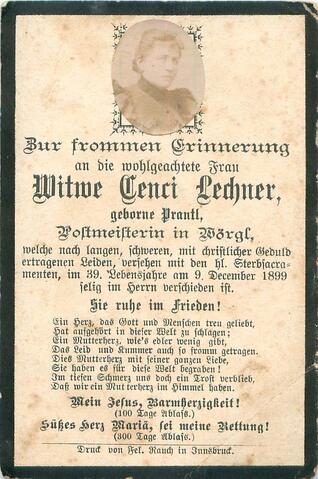 Zur frommen Erinnerung
an die wohlgeachtete Frau
Witwe Cenci Lechner,
geborne Prantl,
Postmeisterin in Wörgl,
welche nach langen, schweren, mit christlicher Geduld
ertragenen Leiden, versehen mit den hl. Sterbsacra-
menten, im 39. Lebensjahre am 9. December 1899
selig im Herrn verschieden ist.
Sie ruhe im Frieden!
Ein Herz, das Gott und Menschen treu geliebt,
Hat aufgehört in dieser Welt zu schlagen;
Ein Mutterherz, wie's edler wenig gibt,
Das Leid und Kummer auch so fromm getragen.
Dies Mutterherz mit seiner ganzen Liebe,
Sie haben es für diese Welt begraben!
Im tiefen Schmerz uns doch ein Trost verblieb,
Daß wir ein Mutterherz im Himmel haben.
Mein Jesus, Barmherzigkeit!
(100 Tage Ablaß.)
Süßes Herz Mariä, sei meine Rettung!
(300 Tage Ablaß.)
Druck von Fel. Rauch in Innsbruck.